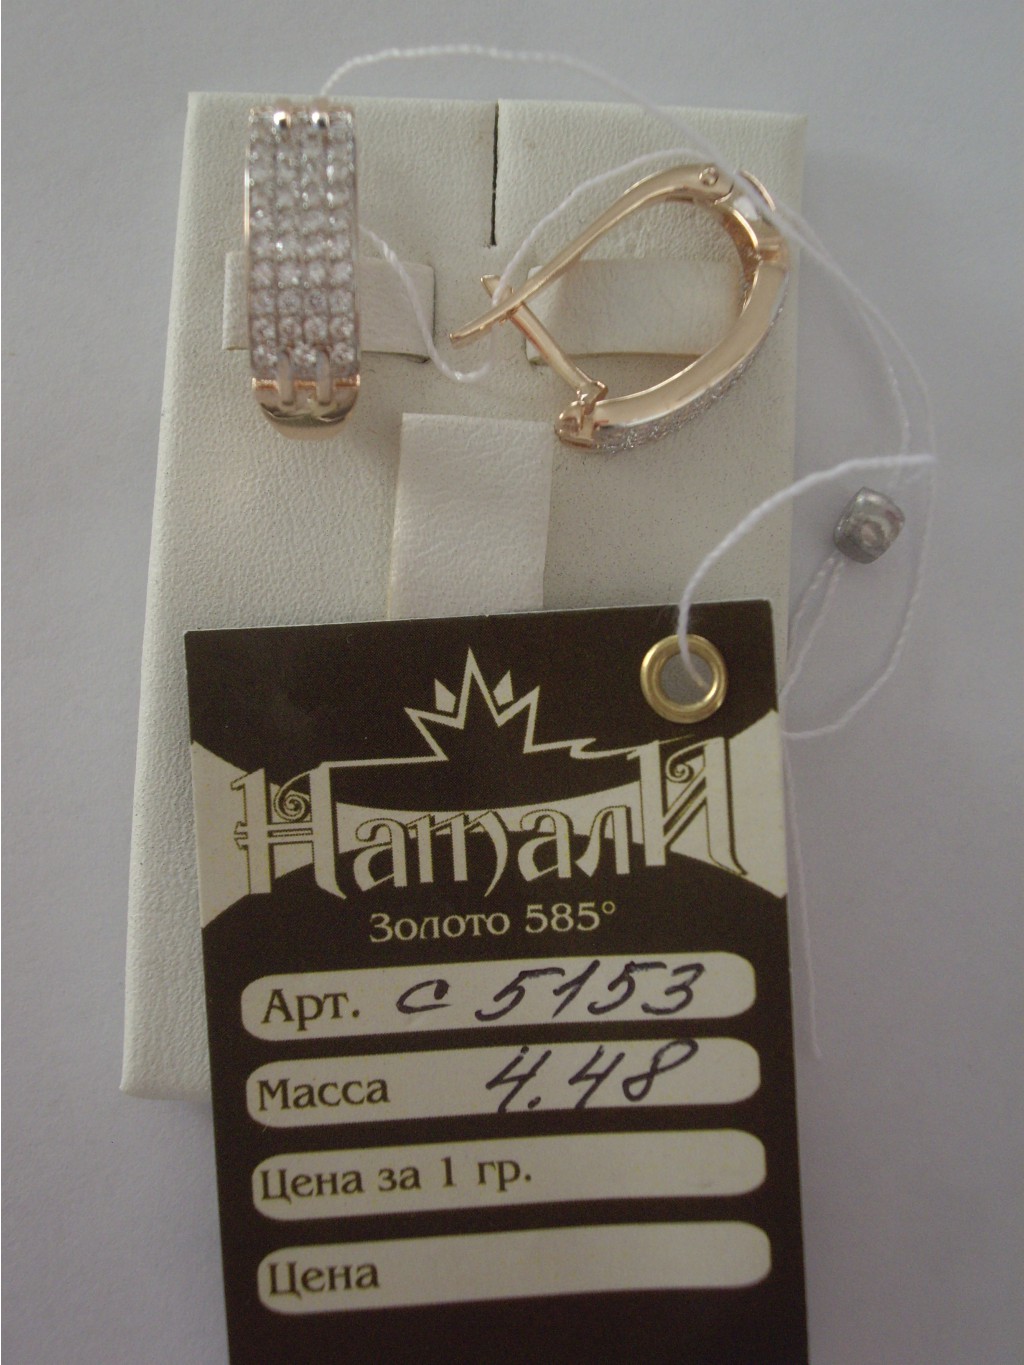 Натали
Золото 585°
Арт. с 5153
Масса 4.48
Цена за 1 гр.
Цена